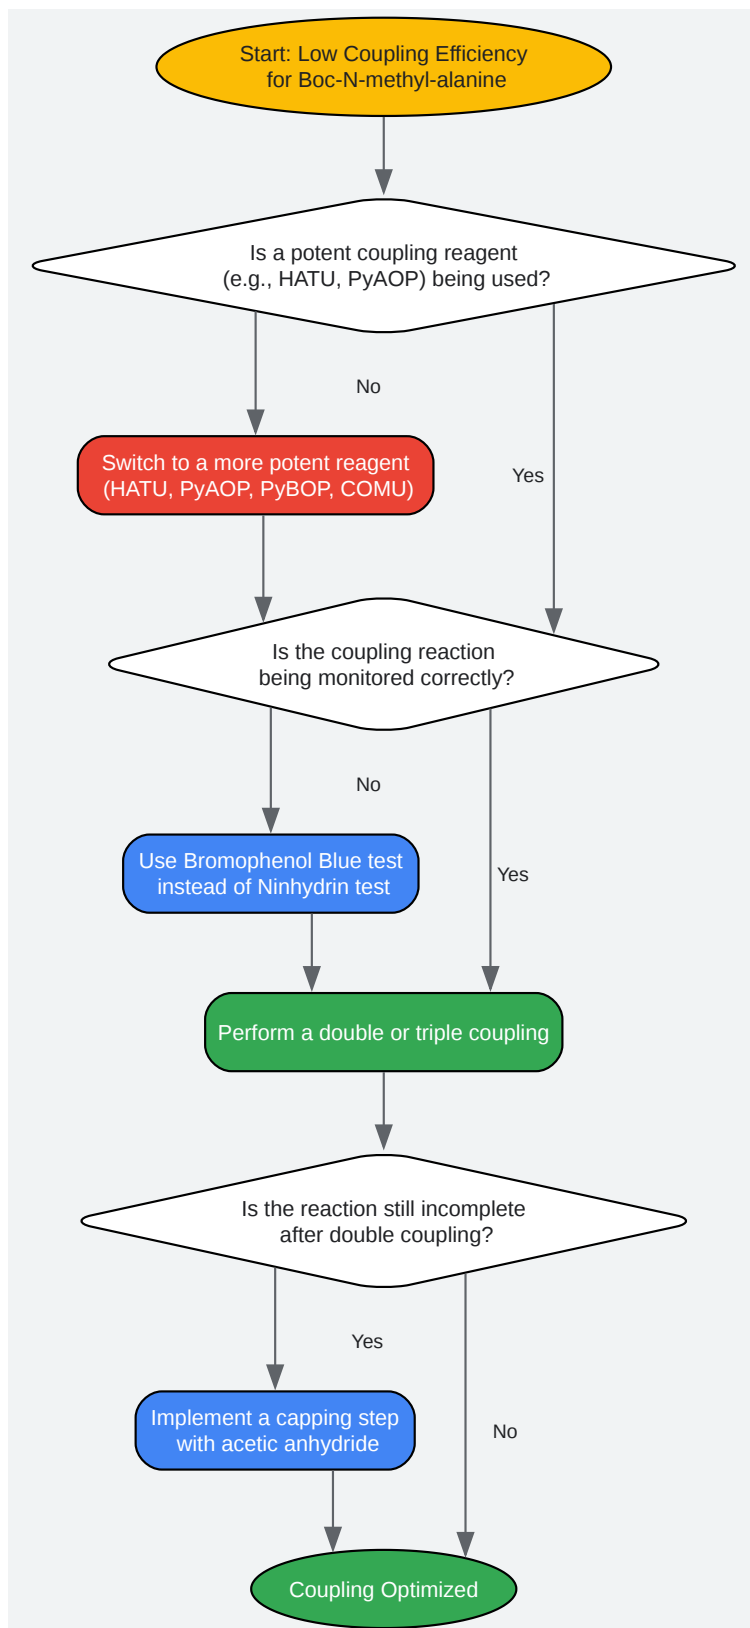 Start: Low Coupling Efficiency
for Boc-N-methyl-alanine
Is a potent coupling reagent
(e.g., HATU, PyAOP) being used?
No
Switch to a more potent reagent
(HATU, PyAOP, PyBOP, COMU)
Yes
Is the coupling reaction
being monitored correctly?
No
Use Bromophenol Blue test
instead of Ninhydrin test
Yes
Perform a double or triple coupling
Is the reaction still incomplete
after double coupling?
Yes
Implement a capping step
with acetic anhydride
No
Coupling Optimized